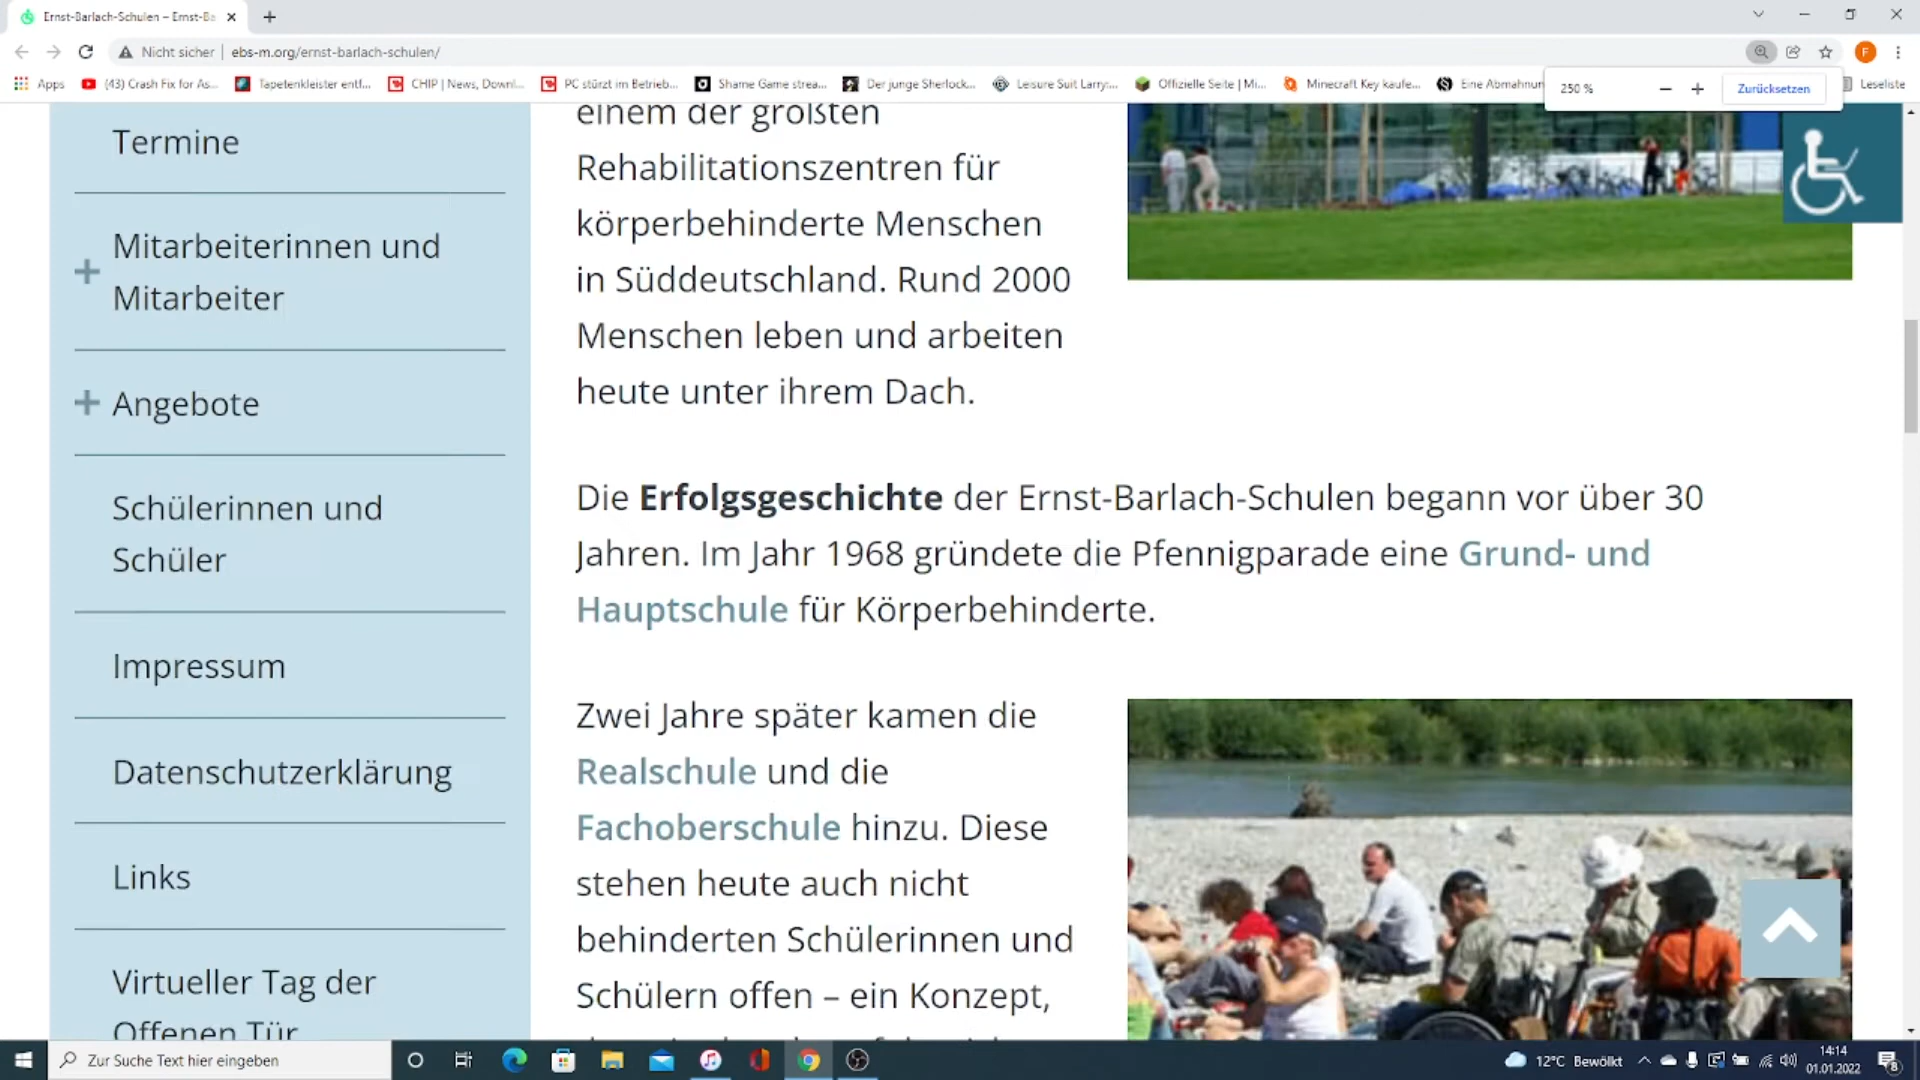 Ernst-Barlach-Schulen – Ernst-Ba
Nicht sicher
ebs-m.org/ernst-barlach-schulen/
F
Apps
(43) Crash Fix for As...
Tapetenkleister entf...
CHIP | News, Downl...
PC stürzt im Betrieb...
Shame Game strea...
Der junge Sherlock...
Leisure Suit Larry:...
Offizielle Seite | Mi...
Minecraft Key kaufe...
Eine Abmahnun
250 %
Zurücksetzen
Leseliste
Termine
Mitarbeiterinnen und
Mitarbeiter
Angebote
Schülerinnen und
Schüler
Impressum
Datenschutzerklärung
Links
Virtueller Tag der
Offenen Tür
einem der größten
Rehabilitationszentren für
körperbehinderte Menschen
in Süddeutschland. Rund 2000
Menschen leben und arbeiten
heute unter ihrem Dach.
Die Erfolgsgeschichte der Ernst-Barlach-Schulen begann vor über 30
Jahren. Im Jahr 1968 gründete die Pfennigparade eine Grund- und
Hauptschule für Körperbehinderte.
Zwei Jahre später kamen die
Realschule und die
Fachoberschule hinzu. Diese
stehen heute auch nicht
behinderten Schülerinnen und
Schülern offen – ein Konzept,
Zur Suche Text hier eingeben
12°C Bewölkt
14:14
01.01.2022
8